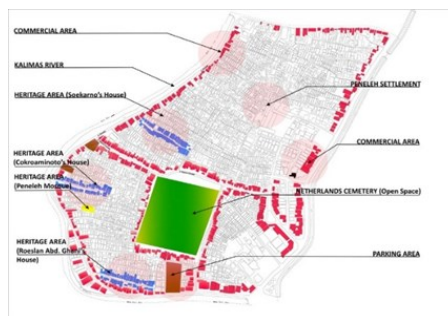 COMMERCIAL AREA
KALIMAS RIVER
HERITAGE AREA (Soekarno's House)
PENELEH SETTLEMENT
COMMERCIAL AREA
HERITAGE AREA
(Cokroaminoto's House)
HERITAGE AREA
(Peneleh Mosque)
NETHERLANDS CEMETERY (Open Space)
HERITAGE AREA
(Roeslan Abd. Ghani's
House)
PARKING AREA